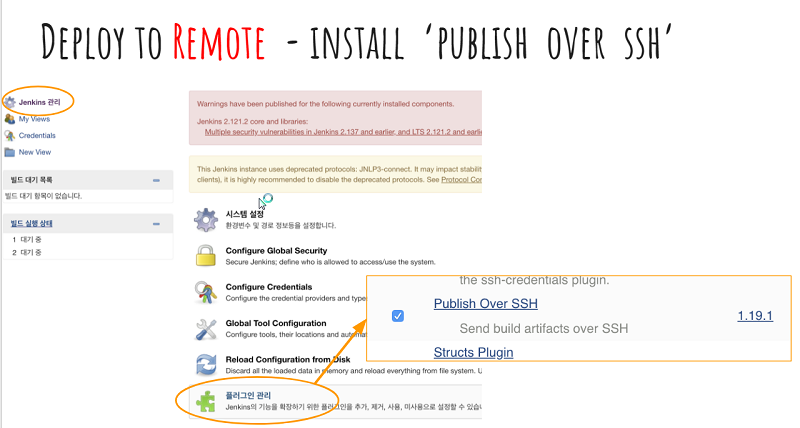 Deploy to Remote - install ‘publish over ssh’
Jenkins 관리
My Views
Credentials
New View
빌드 대기 목록
빌드 대기 항목이 없습니다.
빌드 실행 상태
1 대기 중
2 대기 중
Warnings have been published for the following currently installed components.
Jenkins 2.121.2 core and libraries:
Multiple security vulnerabilities in Jenkins 2.137 and earlier, and LTS 2.121.2 and earlie
This Jenkins instance uses deprecated protocols: JNLP3-connect. It may impact stabilit
clients), it is highly recommended to disable the deprecated protocols. See Protocol Con
시스템 설정
환경변수 및 경로 정보등을 설정합니다.
Configure Global Security
Secure Jenkins; define who is allowed to access/use the system.
Configure Credentials
Configure the credential providers and type
Global Tool Configuration
Configure tools, their locations and automat
Reload Configuration from Disk
Discard all the loaded data in memory and reload everything from file system. U
플러그인 관리
Jenkins의 기능을 확장하기 위한 플러그인을 추가, 제거, 사용, 미사용으로 설정할 수 있습니
the ssh-credentials plugin.
Publish Over SSH
1.19.1
Send build artifacts over SSH
Structs Plugin